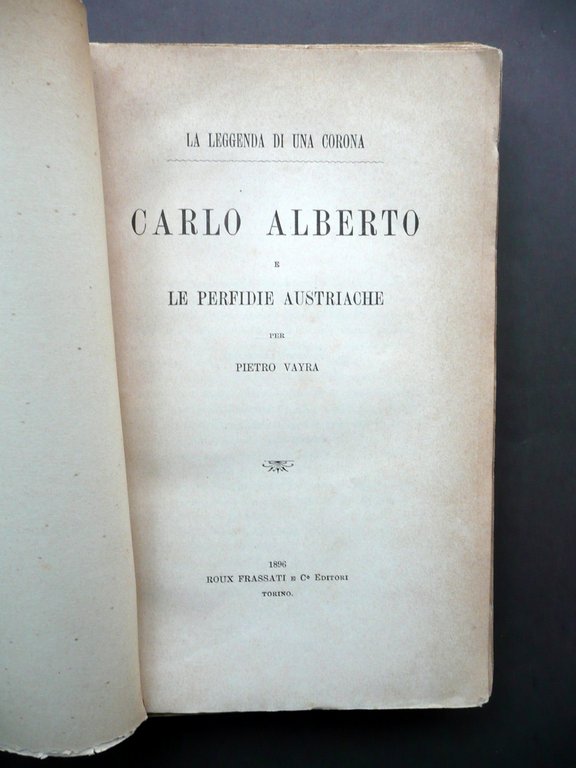 LA LEGGENDA DI UNA CORONA
CARLO ALBERTO
E
LE PERFIDIE AUSTRIACHE
PER
PIETRO VAYRA
1896
ROUX FRASSATI E Cº EDITORI
TORINO.